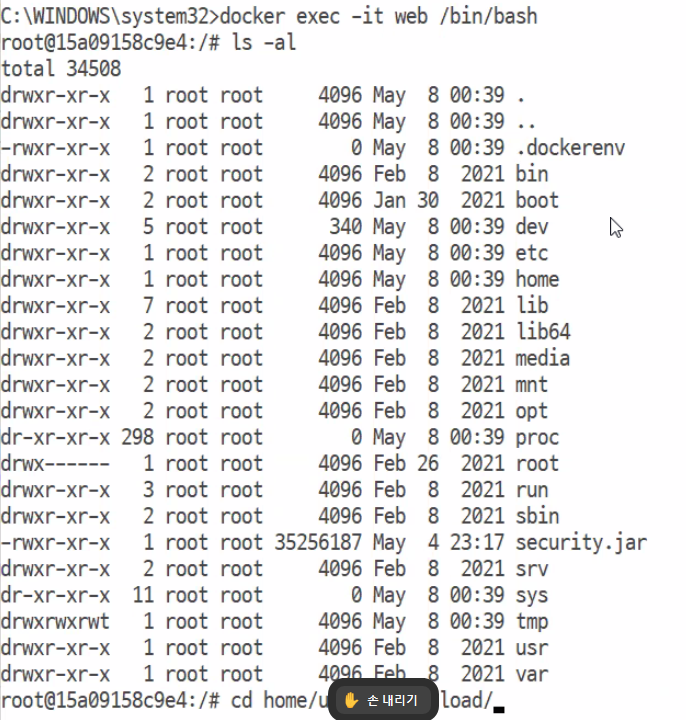 C:\WINDOWS\system32>docker exec -it web /bin/bash
root@15a09158c9e4:/# ls -al
total 34508
drwxr-xr-x 1 root root 4096 May 8 00:39 .
drwxr-xr-x 1 root root 4096 May 8 00:39 ..
-rwxr-xr-x 1 root root 0 May 8 00:39 .dockerenv
drwxr-xr-x 2 root root 4096 Feb 8 2021 bin
drwxr-xr-x 2 root root 4096 Jan 30 2021 boot
drwxr-xr-x 5 root root 340 May 8 00:39 dev
drwxr-xr-x 1 root root 4096 May 8 00:39 etc
drwxr-xr-x 1 root root 4096 May 8 00:39 home
drwxr-xr-x 7 root root 4096 Feb 8 2021 lib
drwxr-xr-x 2 root root 4096 Feb 8 2021 lib64
drwxr-xr-x 2 root root 4096 Feb 8 2021 media
drwxr-xr-x 2 root root 4096 Feb 8 2021 mnt
drwxr-xr-x 2 root root 4096 Feb 8 2021 opt
dr-xr-xr-x 298 root root 0 May 8 00:39 proc
drwx------ 1 root root 4096 Feb 26 2021 root
drwxr-xr-x 3 root root 4096 Feb 8 2021 run
drwxr-xr-x 2 root root 4096 Feb 8 2021 sbin
-rwxr-xr-x 1 root root 35256187 May 4 23:17 security.jar
drwxr-xr-x 2 root root 4096 Feb 8 2021 srv
dr-xr-xr-x 11 root root 0 May 8 00:39 sys
drwxrwxrwt 1 root root 4096 May 8 00:39 tmp
drwxr-xr-x 1 root root 4096 Feb 8 2021 usr
drwxr-xr-x 1 root root 4096 Feb 8 2021 var
root@15a09158c9e4:/# cd home/u load/
손 내리기